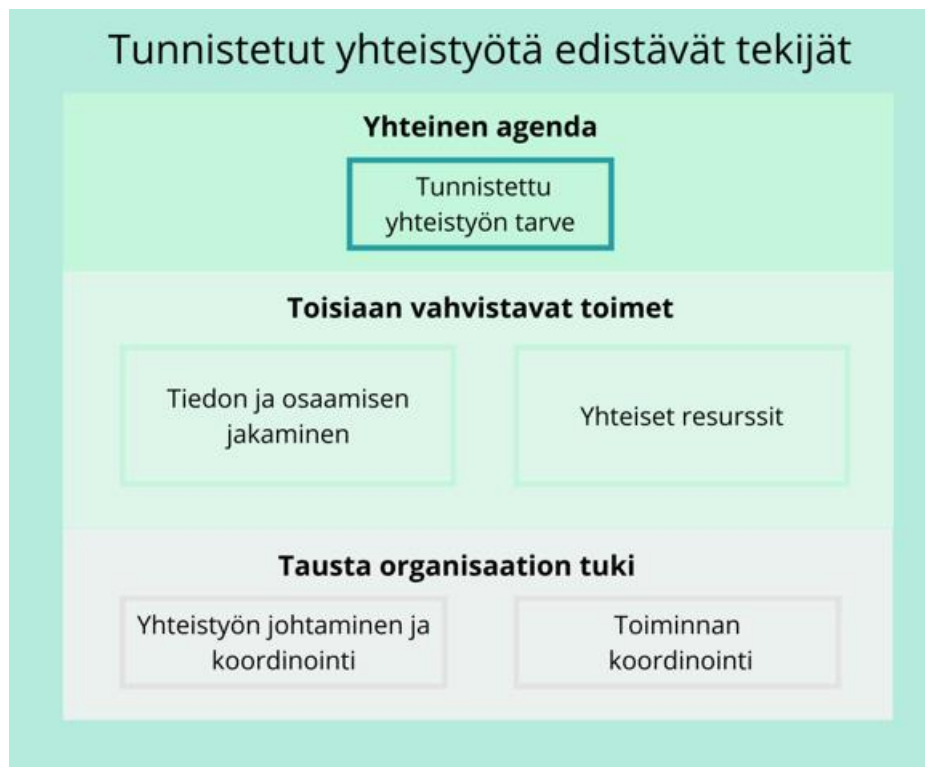 Tunnistetut yhteistyötä edistävät tekijät
Yhteinen agenda
Tunnistettu
yhteistyön tarve
Toisiaan vahvistavat toimet
Tiedon ja osaamisen
jakaminen
Yhteiset resurssit
Tausta organisaation tuki
Yhteistyön johtaminen ja
koordinointi
Toiminnan
koordinointi